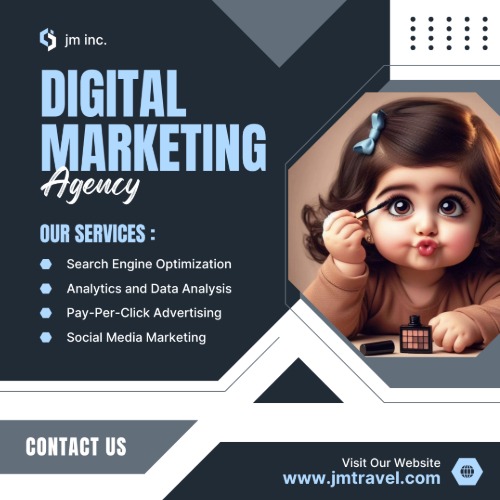 jm inc.
DIGITAL
MARKETING
Agency
OUR SERVICES :
Search Engine Optimization
Analytics and Data Analysis
Pay-Per-Click Advertising
Social Media Marketing
CONTACT US
Visit Our Website
www.jmtravel.com